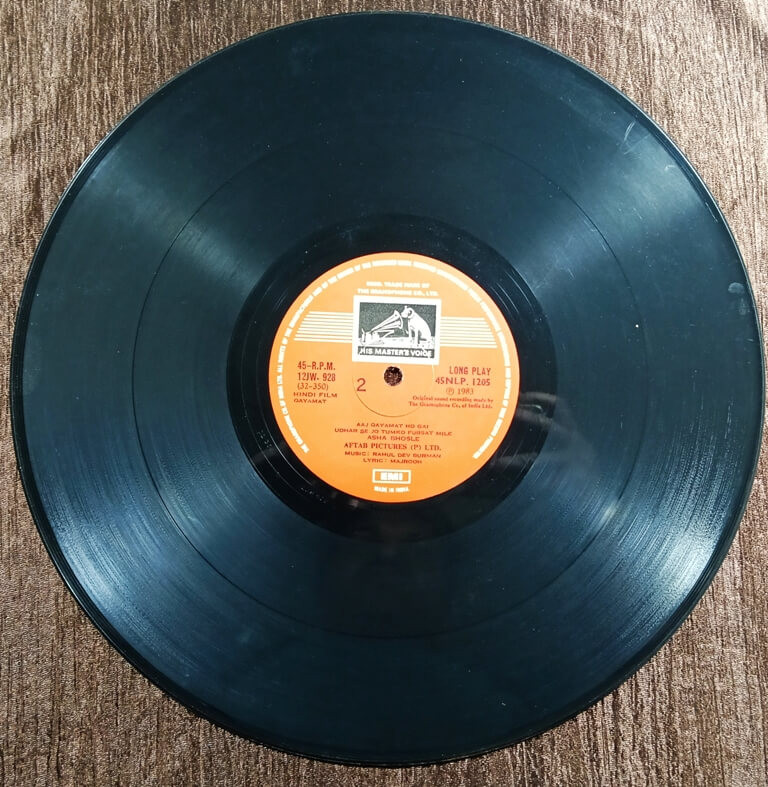 REGD. TRADE MARK OF
THE GRAMOPHONE CO. LTD.
HIS MASTER'S VOICE
45-R.P.M.
12JW. 928
(32-350)
HINDI FILM
QAYAMAT
2
LONG PLAY
45NLP. 1205
Ⓟ 1983
Original sound recording made by
The Gramophone Co. of India Ltd.
AAJ QAYAMAT HO GAI
UDHAR SE JO TUMKO FURSAT MILE
ASHA BHOSLE
AFTAB PICTURES (P) LTD.
MUSIC: RAHUL DEV BURMAN
LYRIC: MAJROOH
EMI
MADE IN INDIA